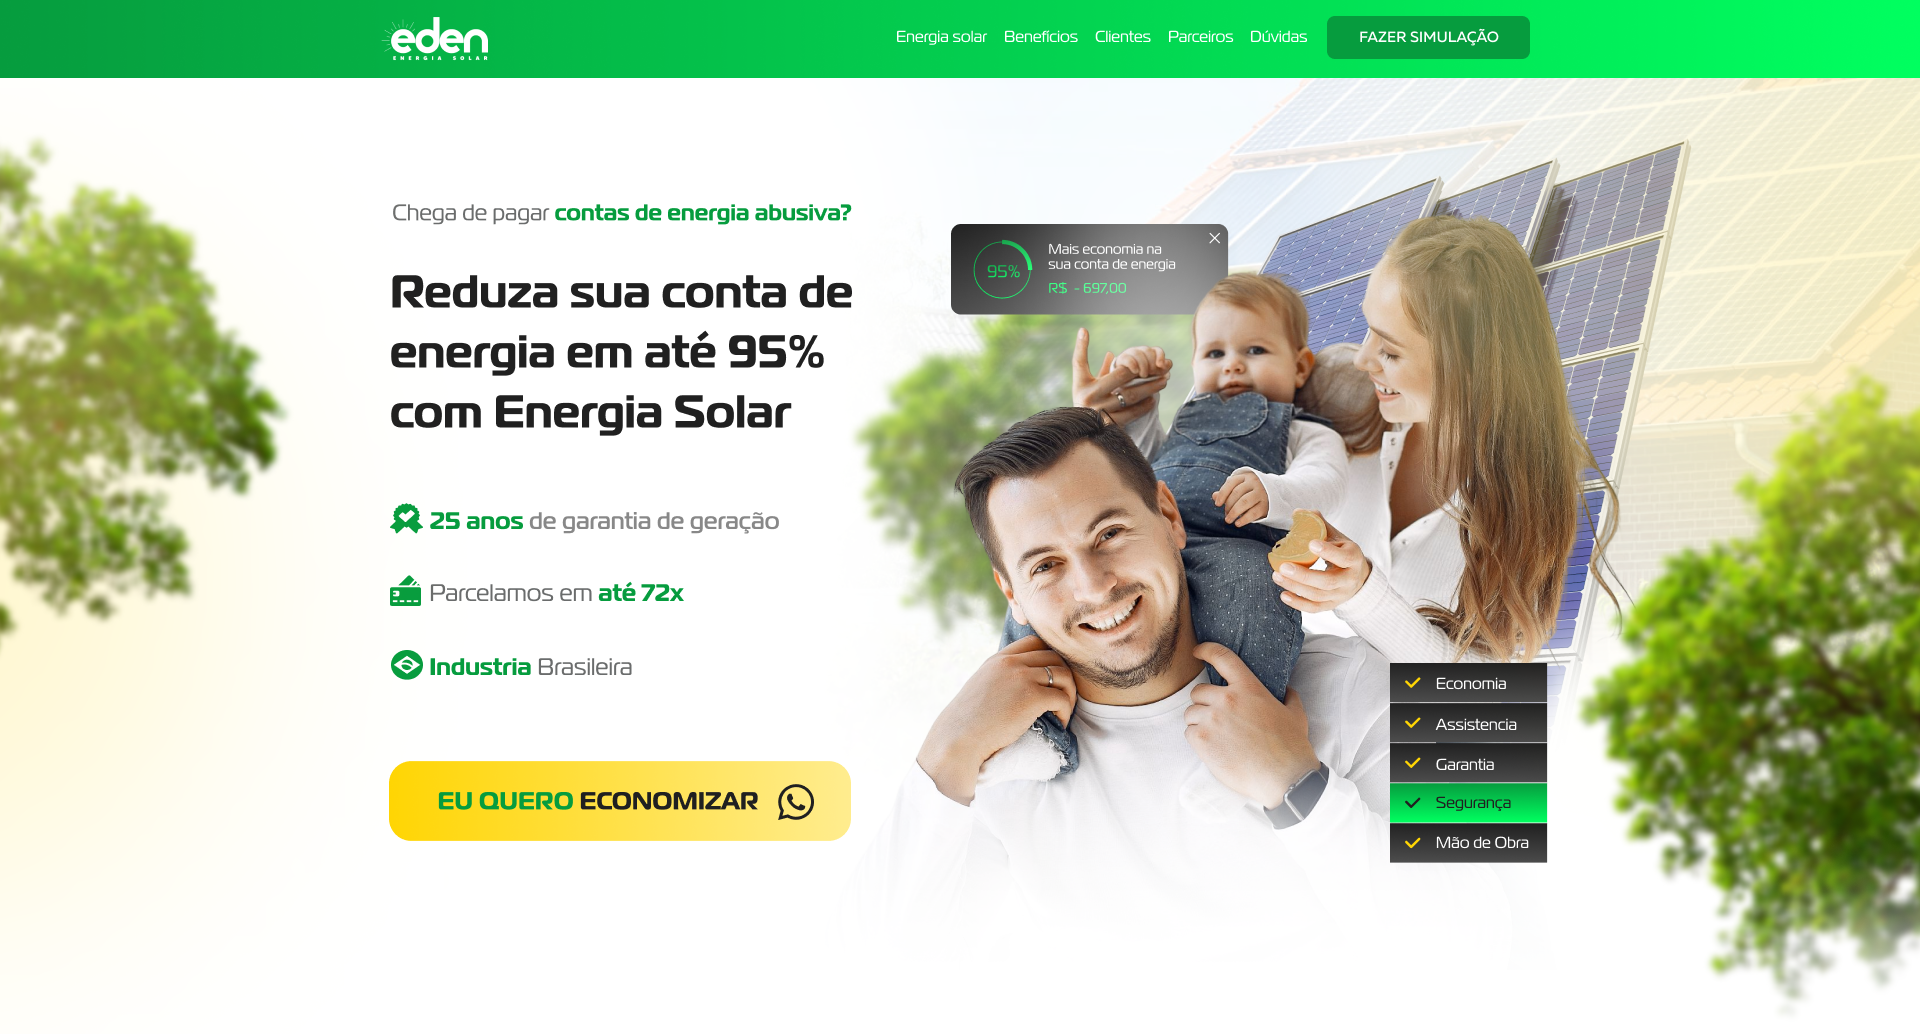 eden
ENERGIA SOLAR
Energia solar Benefícios Clientes Parceiros Dúvidas FAZER SIMULAÇÃO
Chega de pagar contas de energia abusiva?
Reduza sua conta de
energia em até 95%
com Energia Solar
25 anos de garantia de geração
Parcelamos em até 72x
Industria Brasileira
EU QUERO ECONOMIZAR
95%
Mais economia na
sua conta de energia
R$ - 697,00
Economia
Assistencia
Garantia
Segurança
Mão de Obra